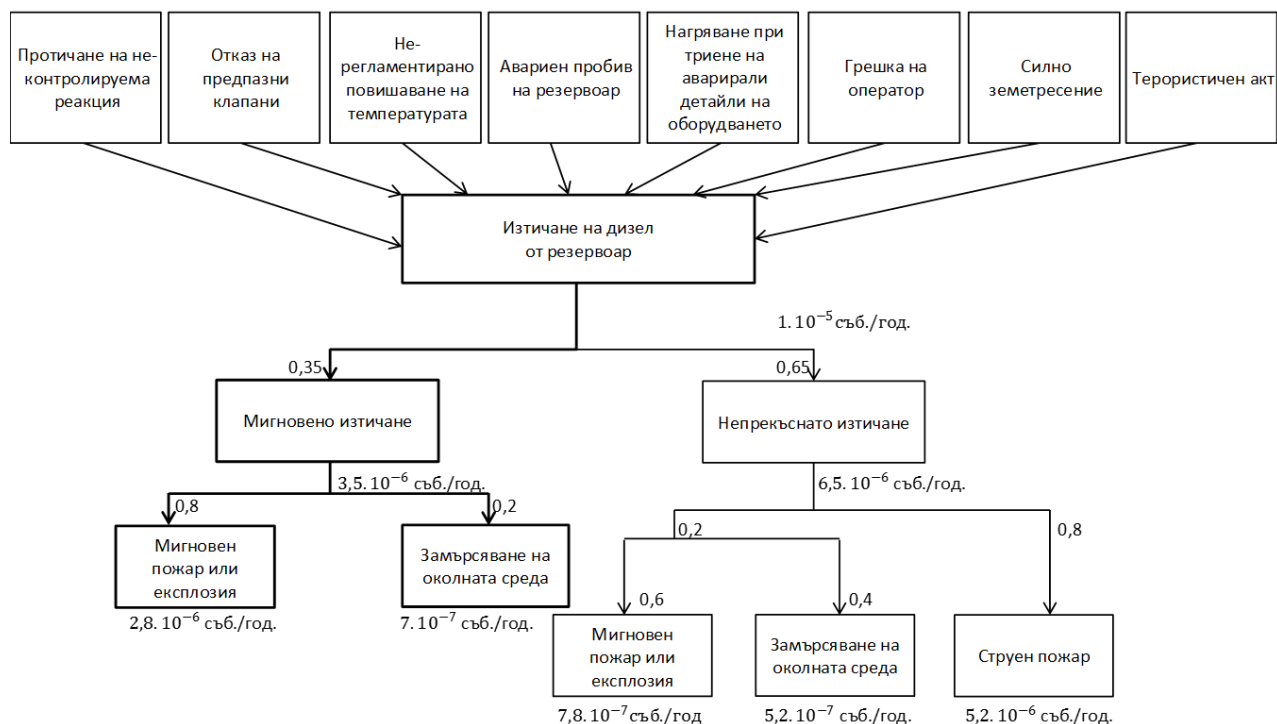 Протичане на не-
контролируема
реакция
Отказ на
предпазни
клапани
Не-
регламентирано
повишаване на
температурата
Авариен пробив
на резервоар
Нагряване при
триене на
аварирали
детайли на
оборудването
Грешка на
оператор
Силно
земетресение
Терористичен акт
Изтичане на дизел
от резервоар
1. 10⁻⁵ съб./год.
0,35
0,65
Мигновено изтичане
Непрекъснато изтичане
3,5. 10⁻⁶ съб./год.
6,5. 10⁻⁶ съб./год.
0,8
0,2
0,2
0,8
Мигновен
пожар или
експлозия
Замърсяване на
околната среда
2,8. 10⁻⁶ съб./год.
7. 10⁻⁷ съб./год.
0,6
0,4
Мигновен
пожар или
експлозия
Замърсяване на
околната среда
Струен пожар
7,8. 10⁻⁷ съб./год
5,2. 10⁻⁷ съб./год.
5,2. 10⁻⁶ съб./год.